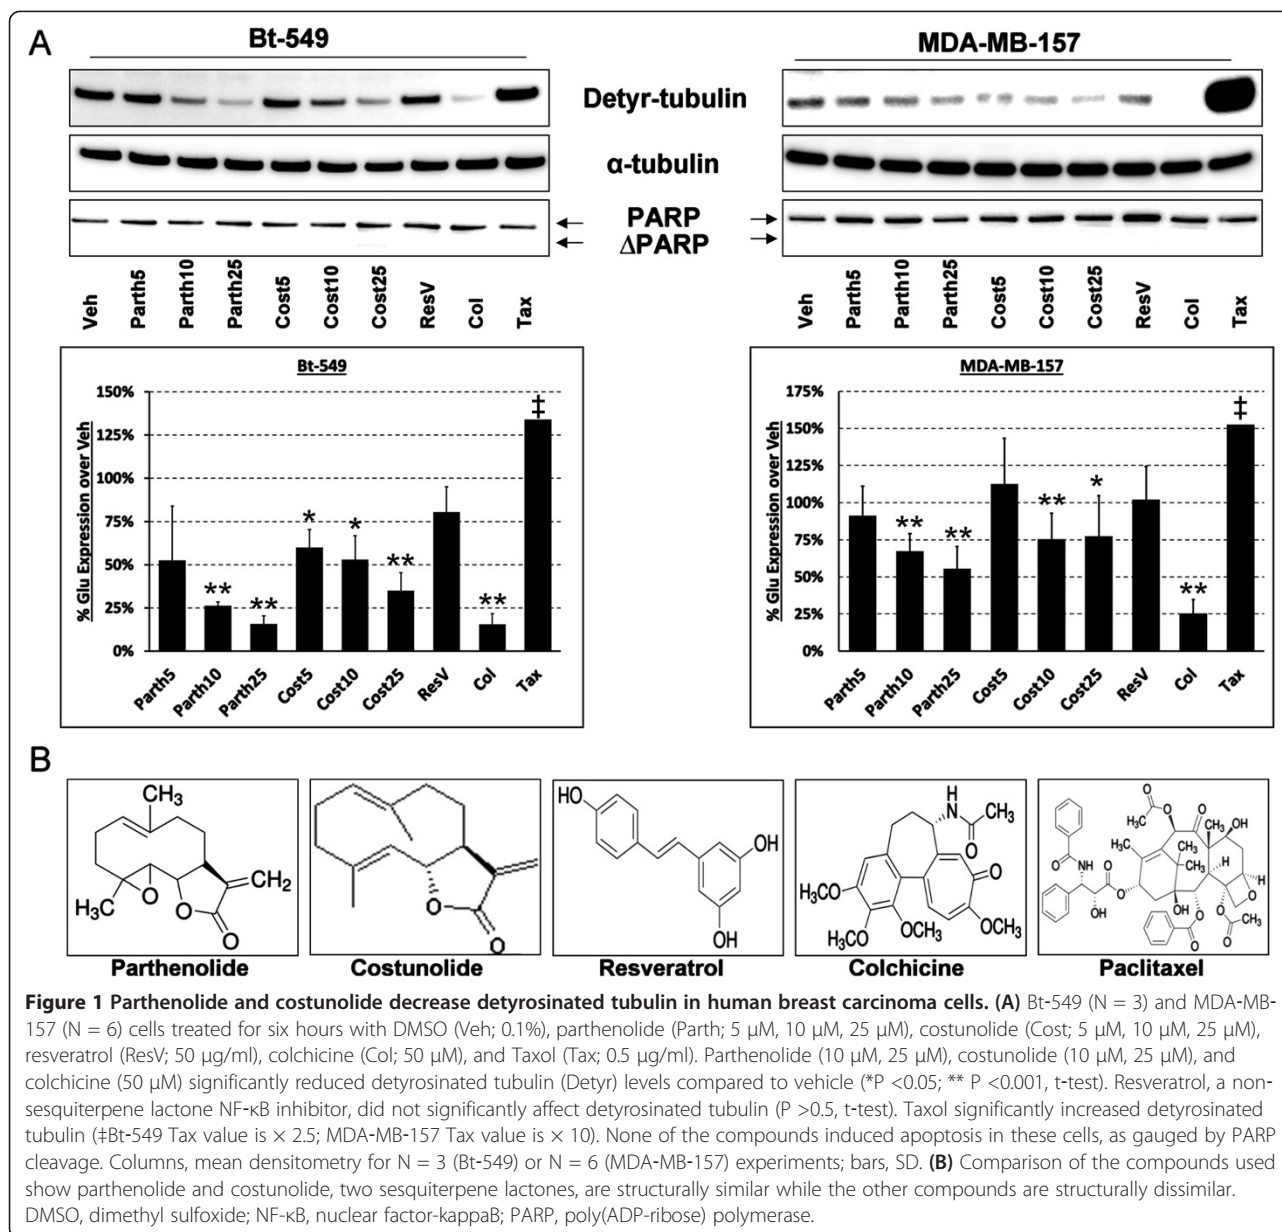 A
Bt-549
MDA-MB-157
Detyr-tubulin
α-tubulin
PARP
ΔPARP
Veh
Parth5
Parth10
Parth25
Cost5
Cost10
Cost25
ResV
Col
Tax
Veh
Parth5
Parth10
Parth25
Cost5
Cost10
Cost25
ResV
Col
Tax
Bt-549
% Glu Expression over Veh
150%
125%
100%
75%
50%
25%
0%
**
**
*
*
**
**
‡
Parth5
Parth10
Parth25
Cost5
Cost10
Cost25
ResV
Col
Tax
MDA-MB-157
% Glu Expression over Veh
175%
150%
125%
100%
75%
50%
25%
0%
**
**
**
*
**
‡
Parth5
Parth10
Parth25
Cost5
Cost10
Cost25
ResV
Col
Tax
B
CH₃
H₃C
O
O
O
CH₂
Parthenolide
O
O
Costunolide
HO
OH
OH
Resveratrol
H
N
CH₃
O
O
CH₃O
H₃CO
OCH₃
OCH₃
Colchicine
Paclitaxel
Figure 1 Parthenolide and costunolide decrease detyrosinated tubulin in human breast carcinoma cells. (A) Bt-549 (N = 3) and MDA-MB-
157 (N = 6) cells treated for six hours with DMSO (Veh; 0.1%), parthenolide (Parth; 5 μM, 10 μM, 25 μM), costunolide (Cost; 5 μM, 10 μM, 25 μM),
resveratrol (ResV; 50 μg/ml), colchicine (Col; 50 μM), and Taxol (Tax; 0.5 μg/ml). Parthenolide (10 μM, 25 μM), costunolide (10 μM, 25 μM), and
colchicine (50 μM) significantly reduced detyrosinated tubulin (Detyr) levels compared to vehicle (*P <0.05; ** P <0.001, t-test). Resveratrol, a non-
sesquiterpene lactone NF-κB inhibitor, did not significantly affect detyrosinated tubulin (P >0.5, t-test). Taxol significantly increased detyrosinated
tubulin (‡Bt-549 Tax value is × 2.5; MDA-MB-157 Tax value is × 10). None of the compounds induced apoptosis in these cells, as gauged by PARP
cleavage. Columns, mean densitometry for N = 3 (Bt-549) or N = 6 (MDA-MB-157) experiments; bars, SD. (B) Comparison of the compounds used
show parthenolide and costunolide, two sesquiterpene lactones, are structurally similar while the other compounds are structurally dissimilar.
DMSO, dimethyl sulfoxide; NF-κB, nuclear factor-kappaB; PARP, poly(ADP-ribose) polymerase.